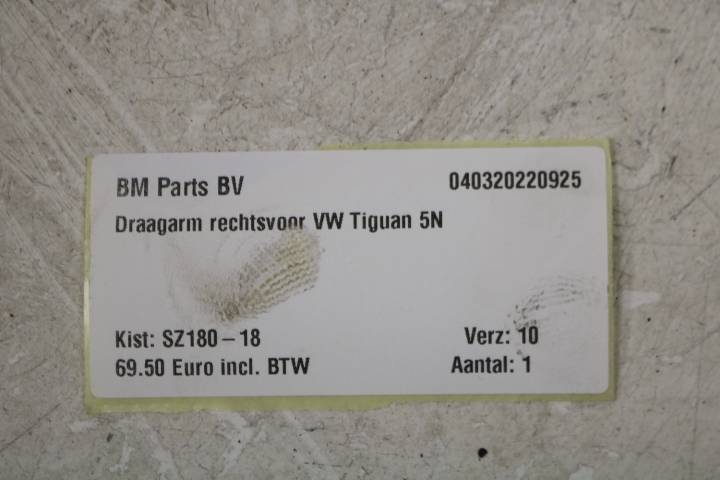 BM Parts BV 040320220925
Draagarm rechtsvoor VW Tiguan 5N
Kist: SZ180-18 Verz: 10
69.50 Euro incl. BTW Aantal: 1